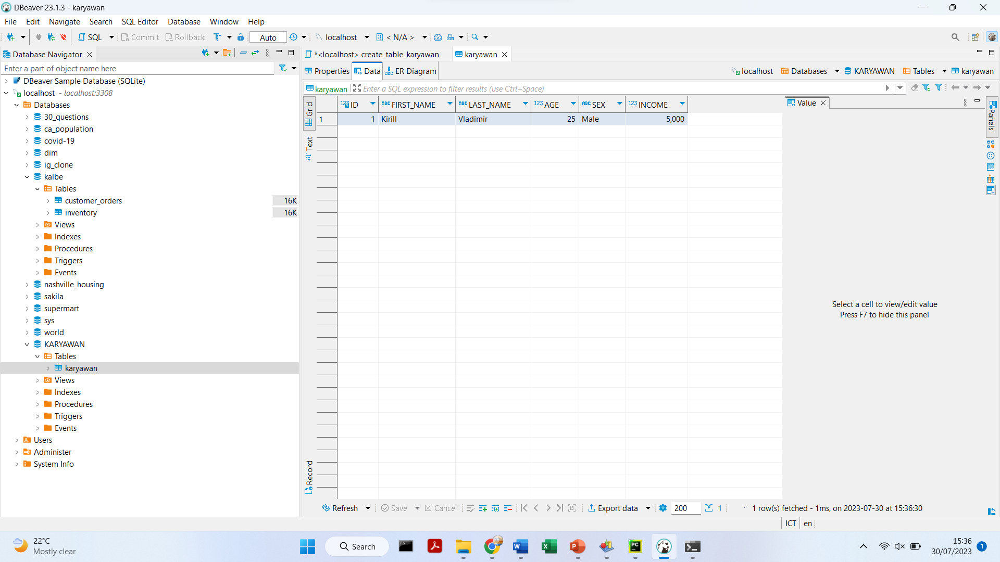 DBeaver 23.1.3 - karyawan
File Edit Navigate Search SQL Editor Database Window Help
SQL Commit Rollback Auto localhost < N/A >
Database Navigator
Enter a part of object name here
DBeaver Sample Database (SQLite)
localhost - localhost:3308
Databases
30_questions
ca_population
covid-19
dim
ig_clone
kalbe
Tables
customer_orders 16K
inventory 16K
Views
Indexes
Procedures
Triggers
Events
nashville_housing
sakila
supermart
sys
world
KARYAWAN
Tables
karyawan
Views
Indexes
Procedures
Triggers
Events
Users
Administer
System Info
*<localhost> create_table_karyawan karyawan
Properties Data ER Diagram localhost Databases KARYAWAN Tables karyawan
karyawan Enter a SQL expression to filter results (use Ctrl+Space)
Grid
Text
Record
123 ID ABC FIRST_NAME ABC LAST_NAME 123 AGE ABC SEX 123 INCOME
1 1 Kirill Vladimir 25 Male 5,000
Value
Panels
Select a cell to view/edit value
Press F7 to hide this panel
Refresh Save Cancel Export data 200 1 ... 1 row(s) fetched - 1ms, on 2023-07-30 at 15:36:30
ICT en
22°C
Mostly clear
Search
W X P PC
15:36
30/07/2023
1